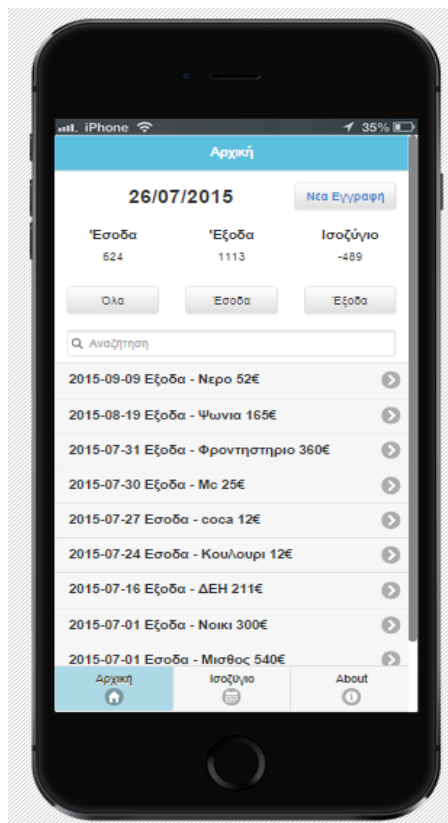 iPhone 35%
Αρχική
26/07/2015 Νέα Εγγραφή
'Εσοδα 'Εξοδα Ισοζύγιο
624 1113 -489
Όλα Έσοδα Έξοδα
Αναζήτηση
2015-09-09 Εξοδα - Νερο 52€
2015-08-19 Εξοδα - Ψωνια 165€
2015-07-31 Εξοδα - Φροντηστηριο 360€
2015-07-30 Εξοδα - Mc 25€
2015-07-27 Εσοδα - coca 12€
2015-07-24 Εσοδα - Κουλουρι 12€
2015-07-16 Εξοδα - ΔΕΗ 211€
2015-07-01 Εξοδα - Νοικι 300€
2015-07-01 Εσοδα - Μισθος 540€
Αρχική Ισοζύγιο About